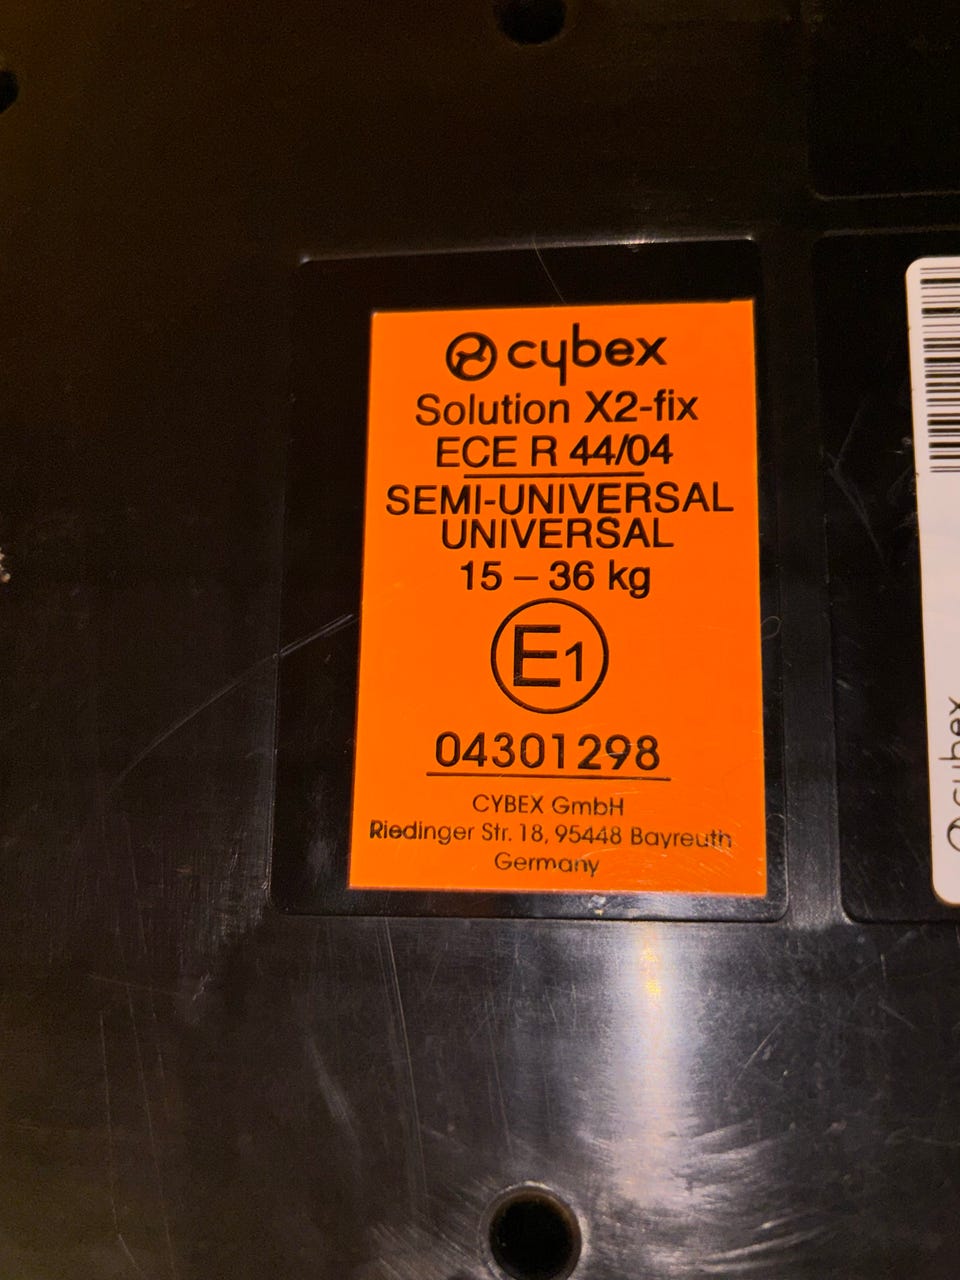 cybex
Solution X2-fix
ECE R 44/04
SEMI-UNIVERSAL
UNIVERSAL
15 – 36 kg
E1
04301298
CYBEX GmbH
Riedinger Str. 18, 95448 Bayreuth
Germany
cybex